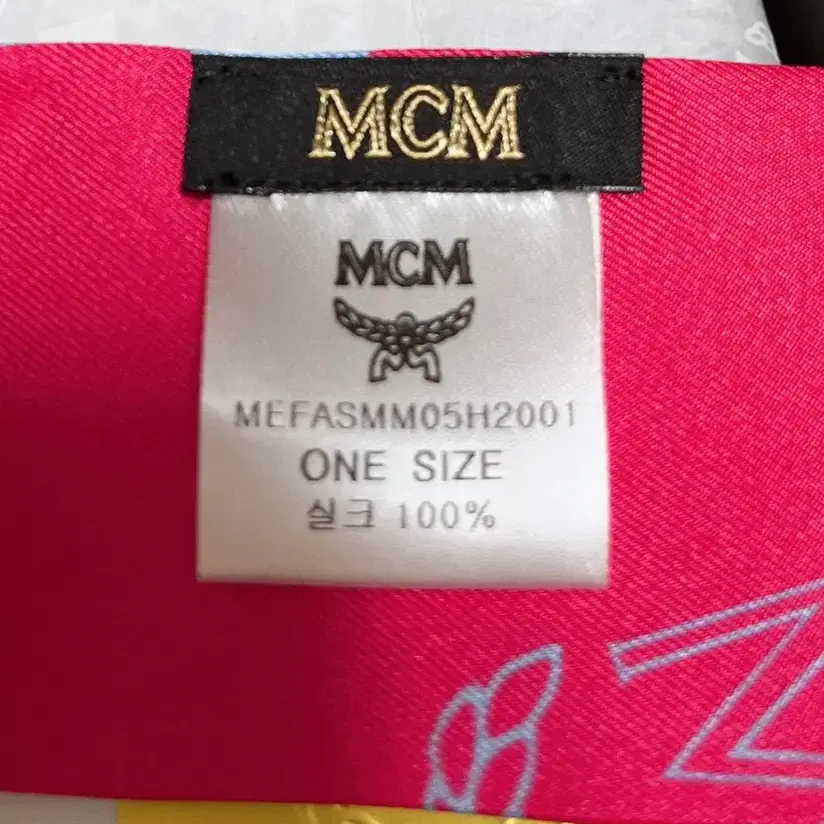 MCM
MCM
MEFASMM05H2001
ONE SIZE
실크 100%